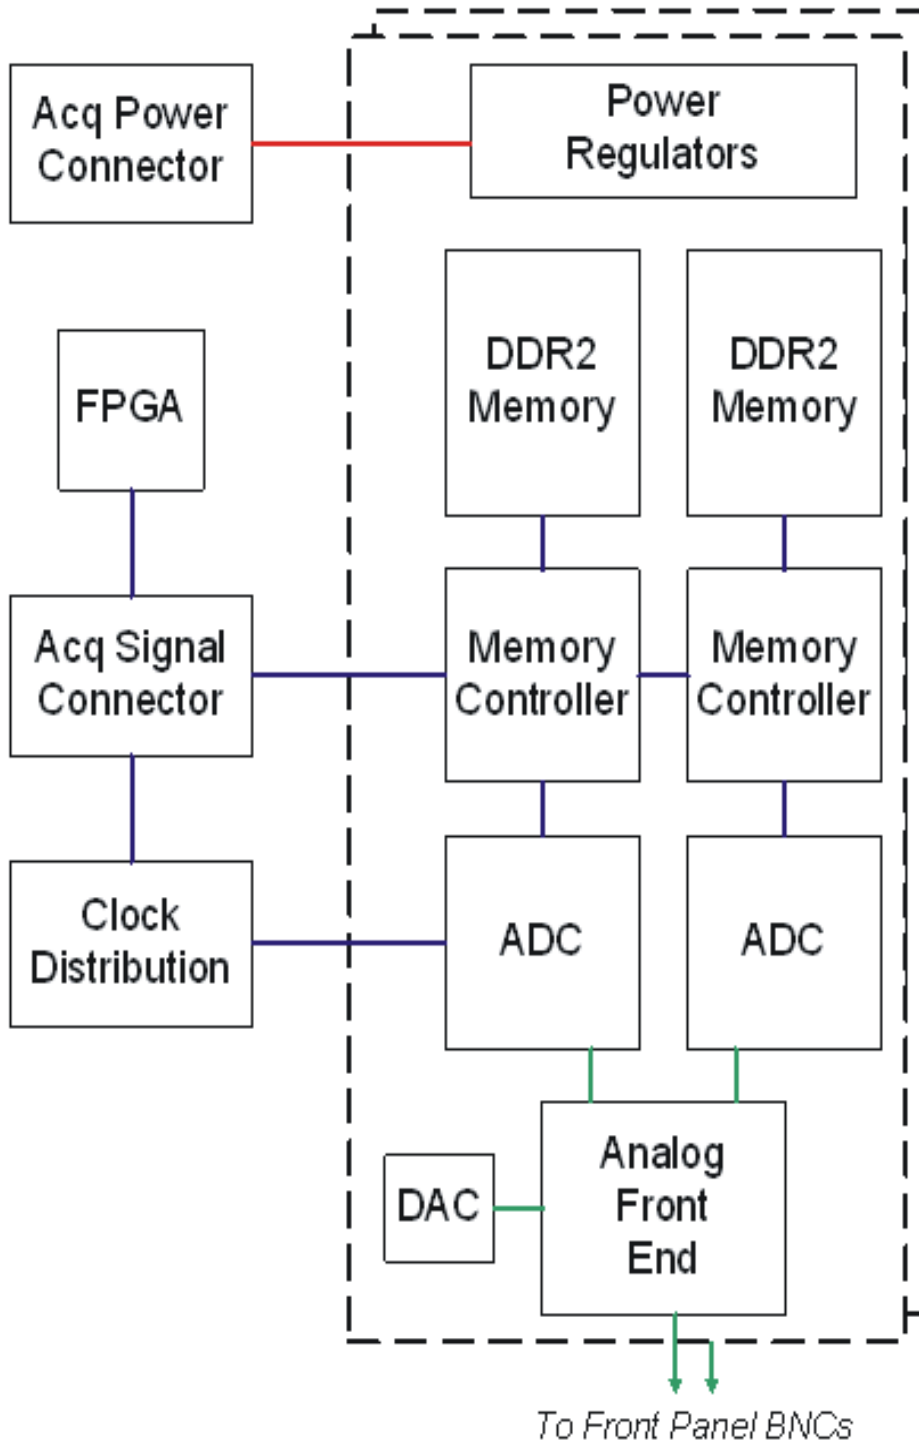 Acq Power
Connector
Power
Regulators
FPGA
DDR2
Memory
DDR2
Memory
Acq Signal
Connector
Memory
Controller
Memory
Controller
Clock
Distribution
ADC
ADC
DAC
Analog
Front
End
To Front Panel BNCs